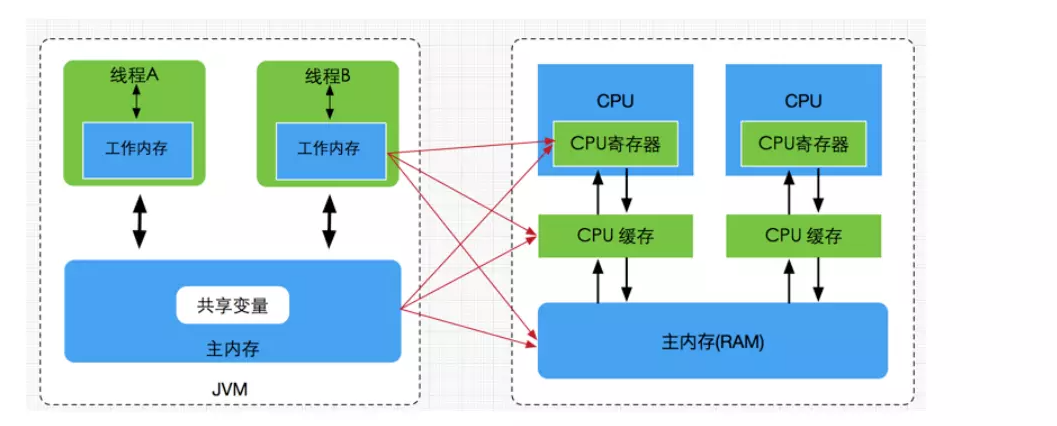 线程A
线程B
工作内存
工作内存
共享变量
主内存
JVM
CPU
CPU
CPU寄存器
CPU寄存器
CPU 缓存
CPU 缓存
主内存(RAM)